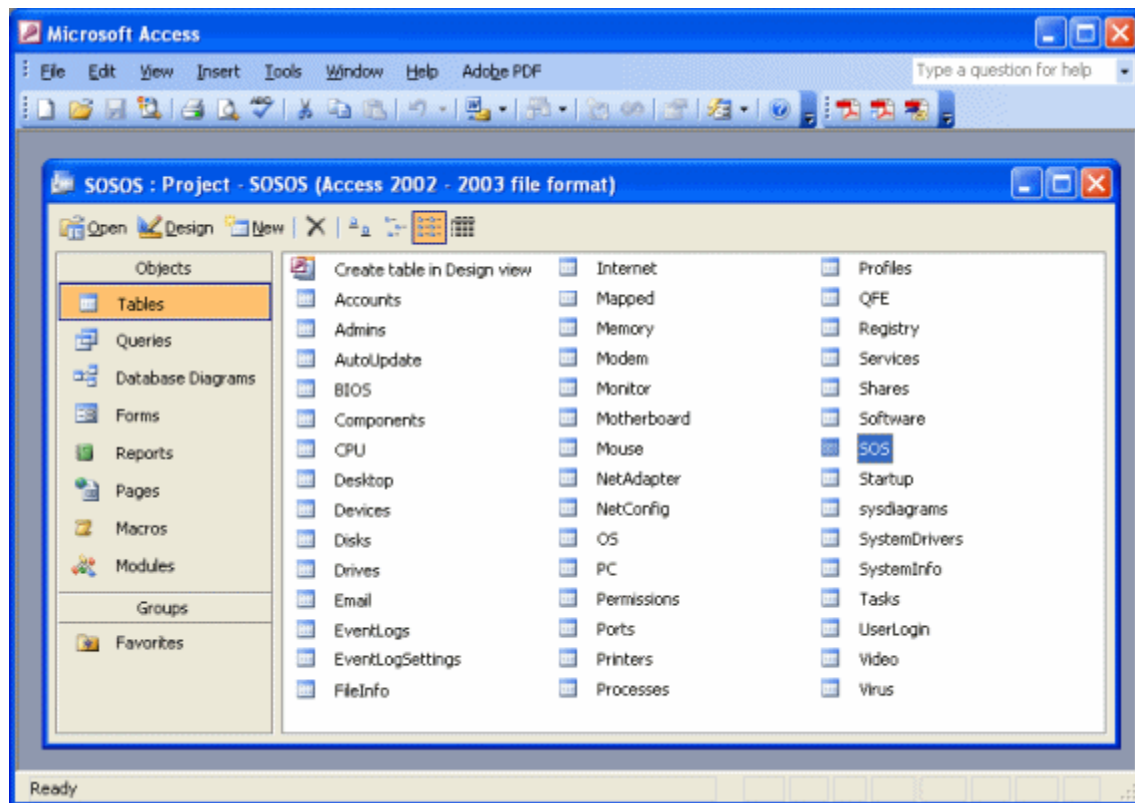 Microsoft Access
File Edit View Insert Tools Window Help Adobe PDF Type a question for help
ABC
SOSOS : Project - SOSOS (Access 2002 - 2003 file format)
Open Design New
Objects
Tables
Queries
Database Diagrams
Forms
Reports
Pages
Macros
Modules
Groups
Favorites
Create table in Design view
Accounts
Admins
AutoUpdate
BIOS
Components
CPU
Desktop
Devices
Disks
Drives
Email
EventLogs
EventLogSettings
FileInfo
Internet
Mapped
Memory
Modem
Monitor
Motherboard
Mouse
NetAdapter
NetConfig
OS
PC
Permissions
Ports
Printers
Processes
Profiles
QFE
Registry
Services
Shares
Software
SOS
Startup
sysdiagrams
SystemDrivers
SystemInfo
Tasks
UserLogin
Video
Virus
Ready